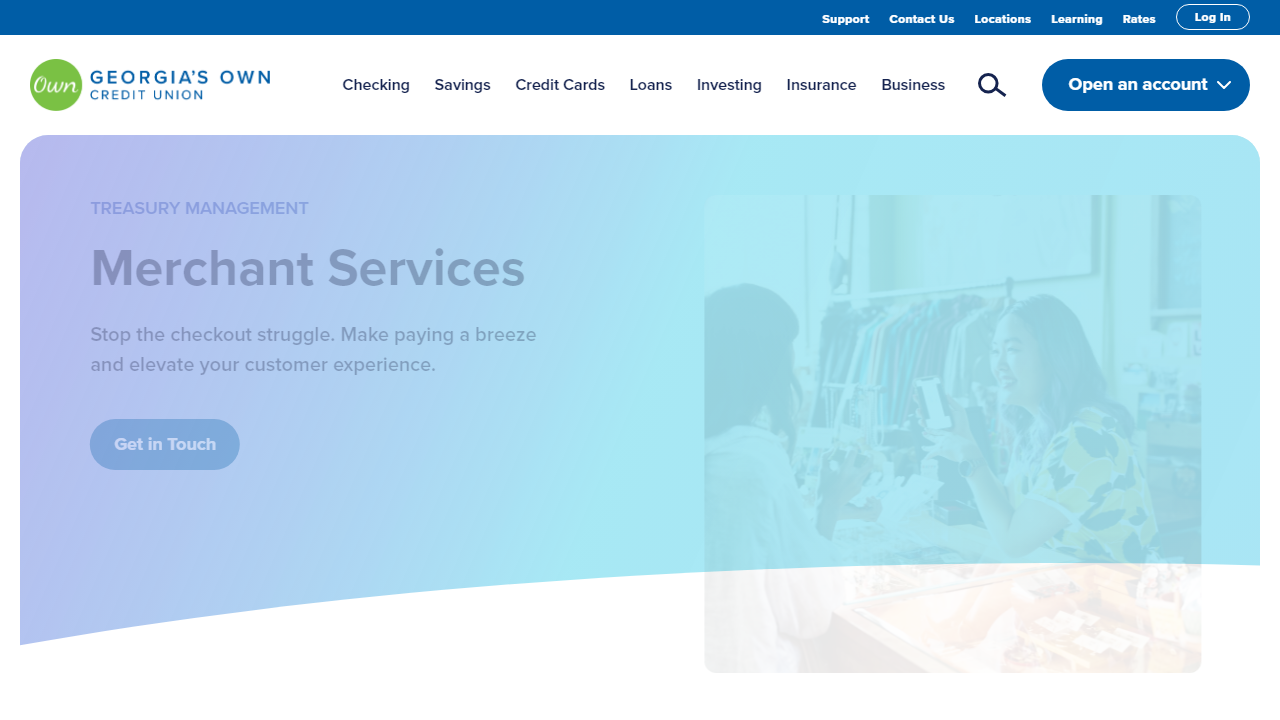 Support Contact Us Locations Learning Rates Log In
Own GEORGIA'S OWN
CREDIT UNION
Checking Savings Credit Cards Loans Investing Insurance Business
Open an account
TREASURY MANAGEMENT
Merchant Services
Stop the checkout struggle. Make paying a breeze
and elevate your customer experience.
Get in Touch